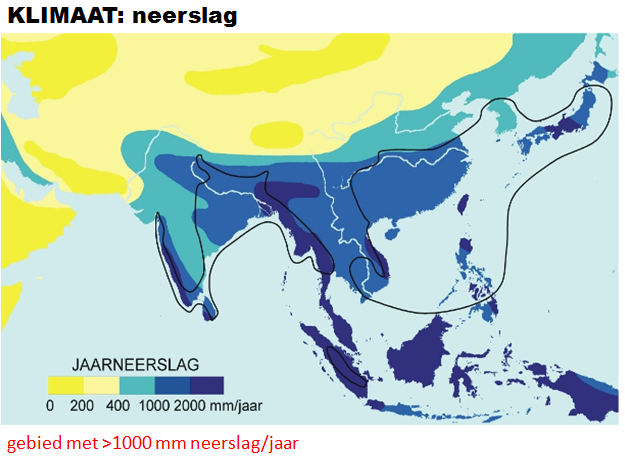 KLIMAAT: neerslag
JAARNEERSLAG
0 200 400 1000 2000 mm/jaar
gebied met >1000 mm neerslag/jaar